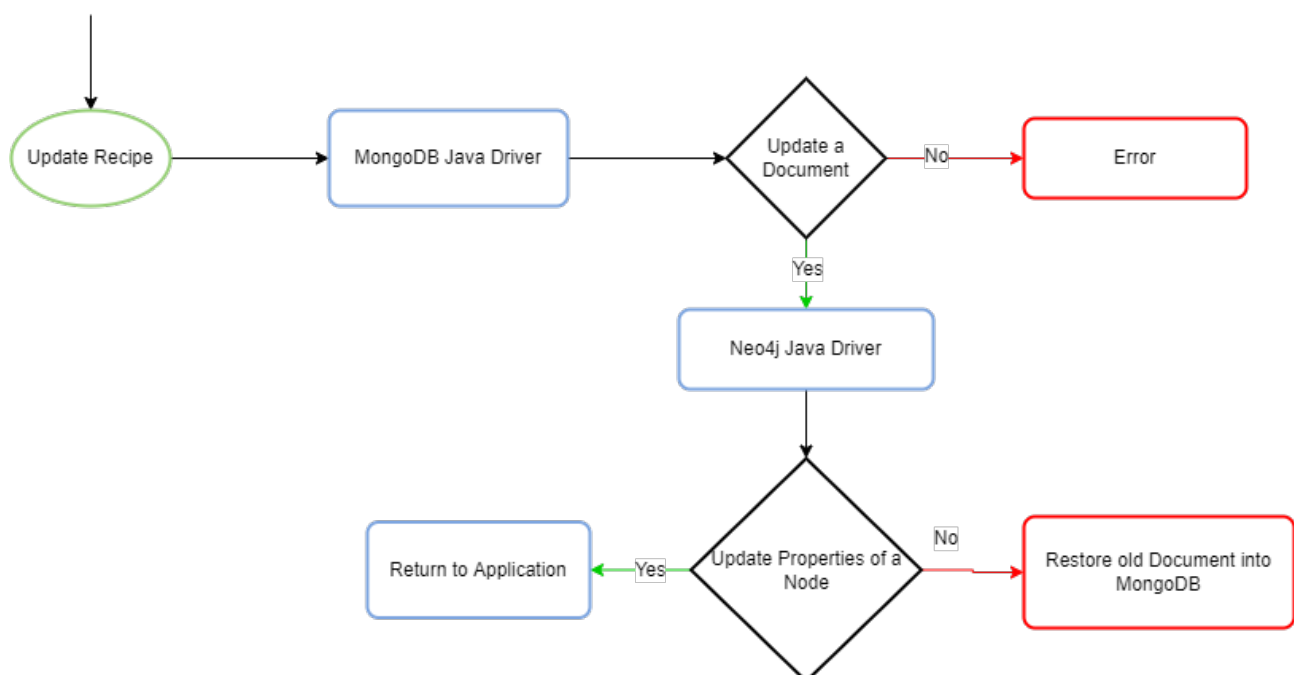 Update Recipe
MongoDB Java Driver
Update a
Document
No
Error
Yes
Neo4j Java Driver
Return to Application
Yes
Update Properties of a
Node
No
Restore old Document into
MongoDB